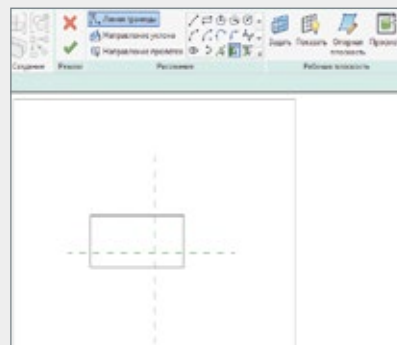 Линия границы
Направление уклона
Направление пролета
Задать
Показать
Опорная плоскость
Создание
Режим
Рисование
Рабочая плоскость